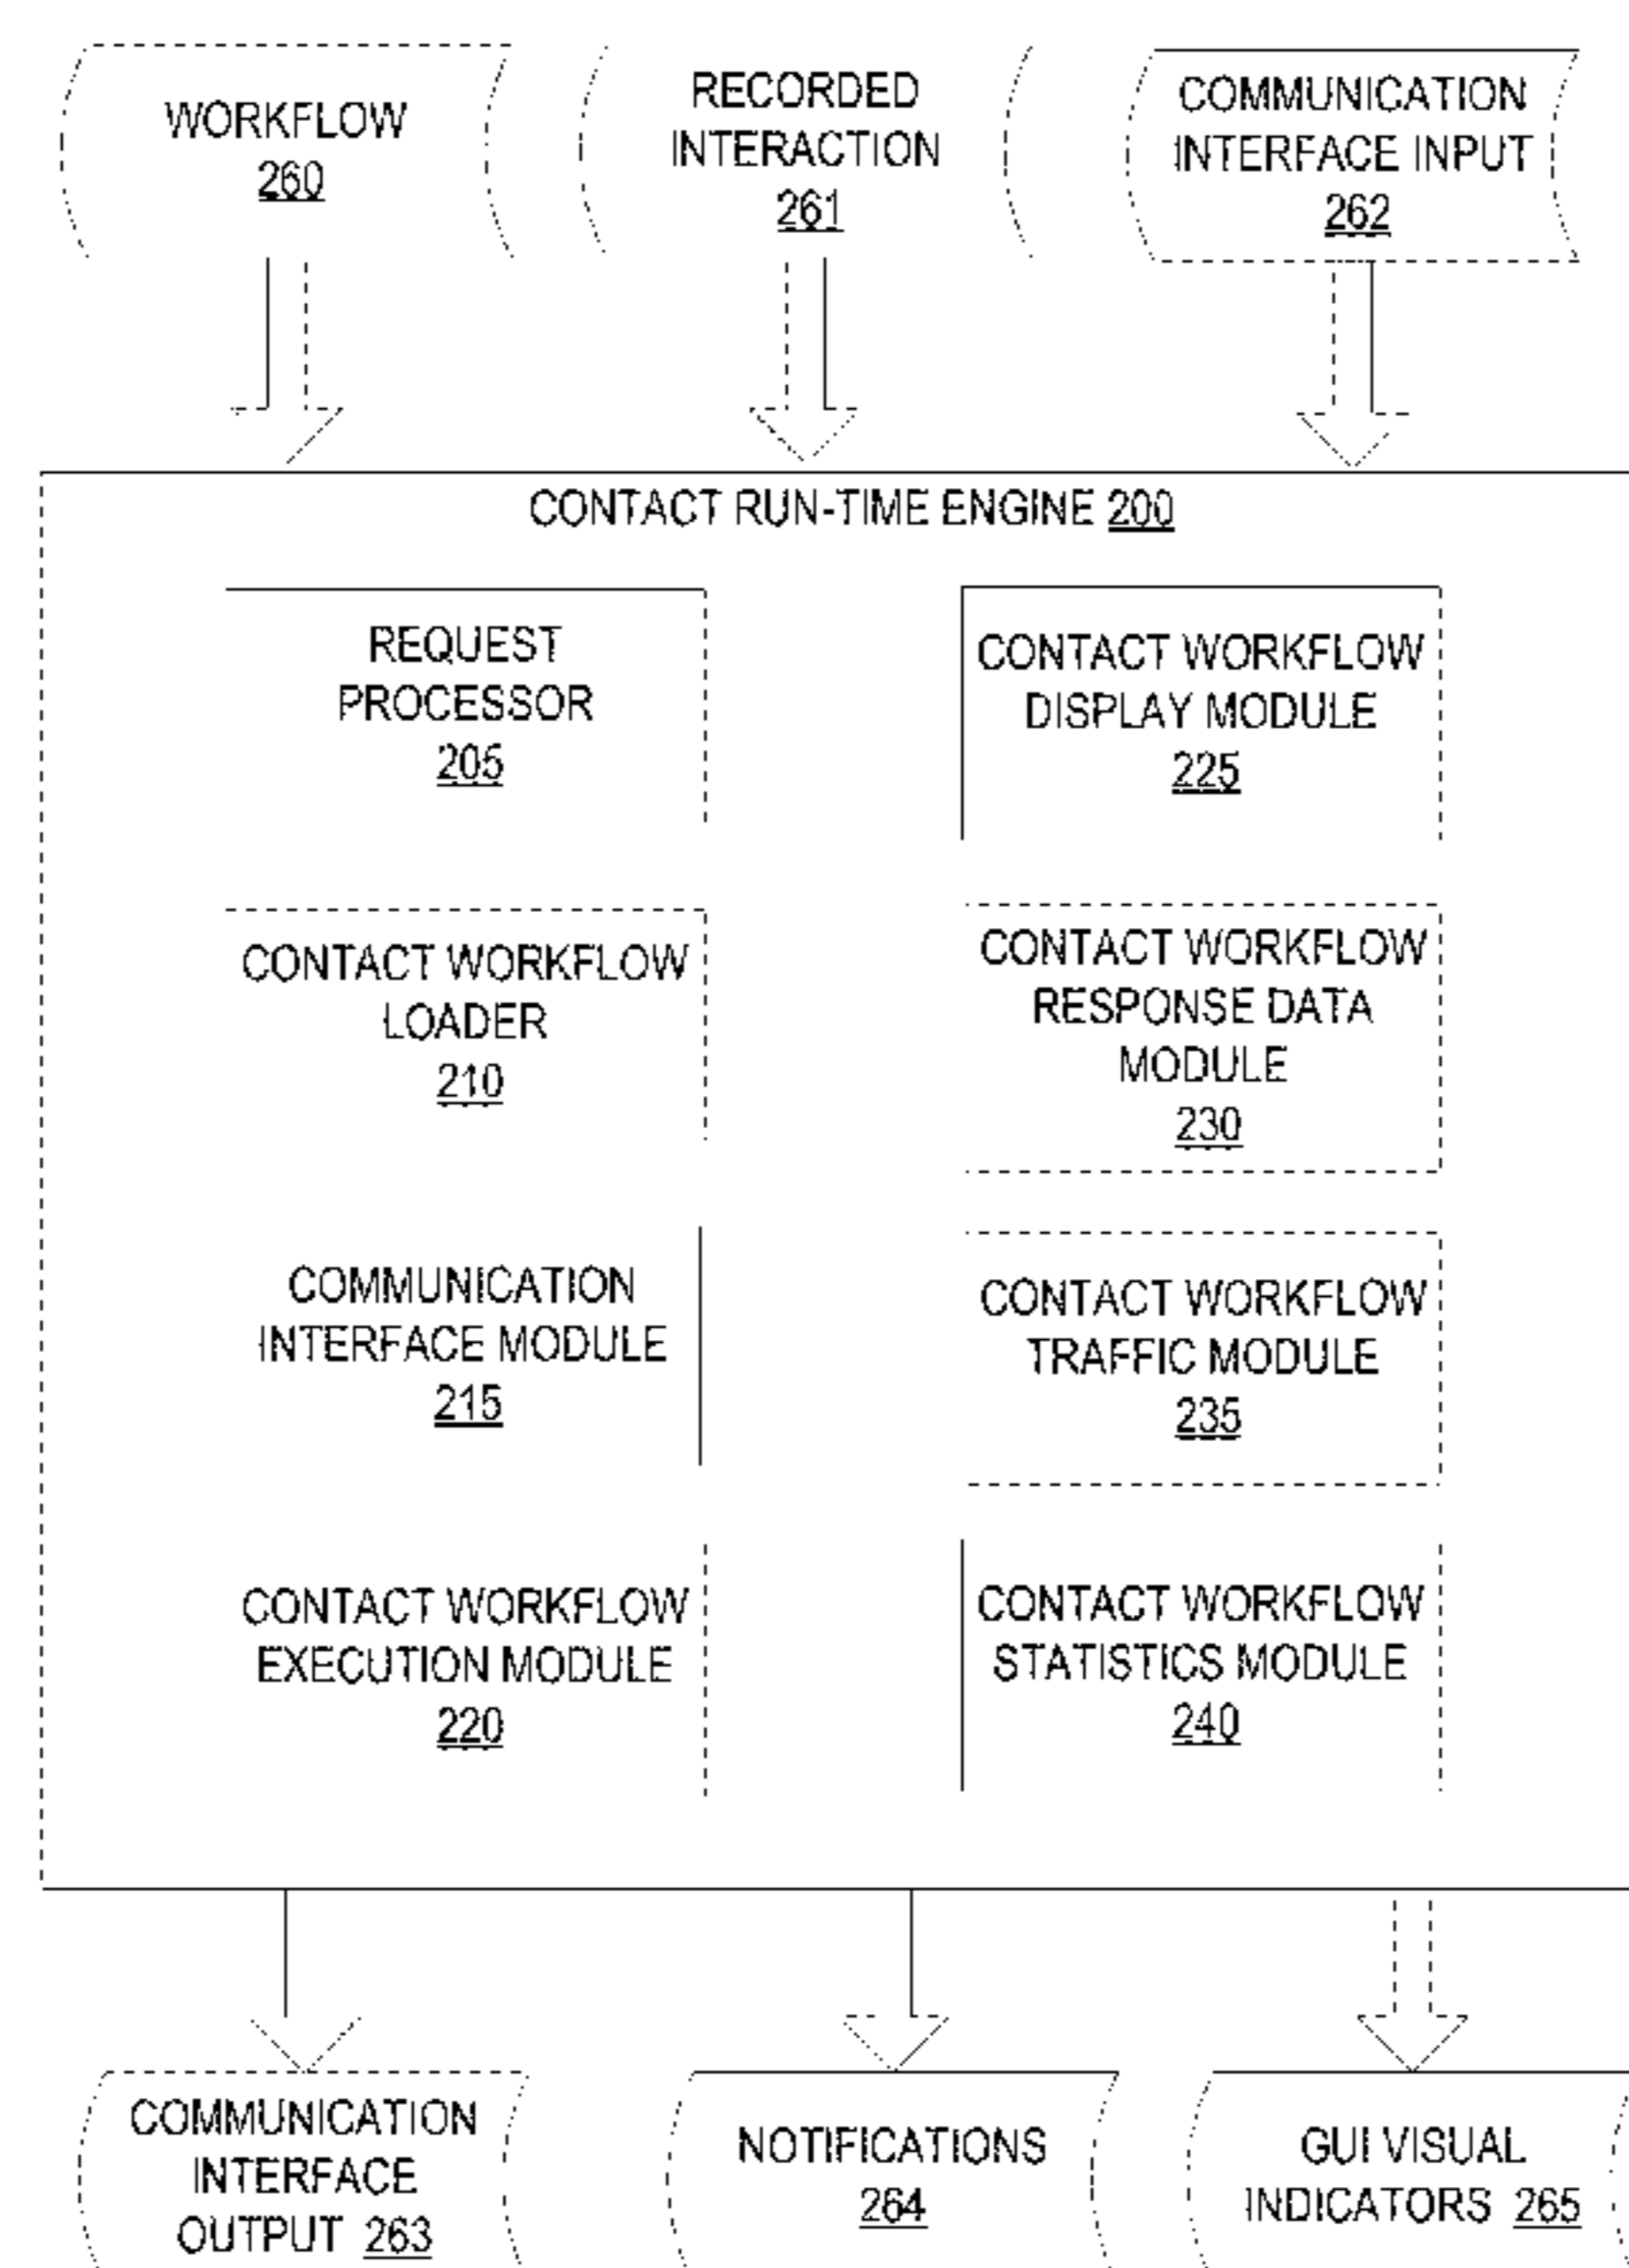 WORKFLOW
260
RECORDED
INTERACTION
261
COMMUNICATION
INTERFACE INPUT
262
CONTACT RUN-TIME ENGINE 200
REQUEST
PROCESSOR
205
CONTACT WORKFLOW
LOADER
210
COMMUNICATION
INTERFACE MODULE
215
CONTACT WORKFLOW
EXECUTION MODULE
220
CONTACT WORKFLOW
DISPLAY MODULE
225
CONTACT WORKFLOW
RESPONSE DATA
MODULE
230
CONTACT WORKFLOW
TRAFFIC MODULE
235
CONTACT WORKFLOW
STATISTICS MODULE
240
COMMUNICATION
INTERFACE
OUTPUT 263
NOTIFICATIONS
264
GUI VISUAL
INDICATORS 265